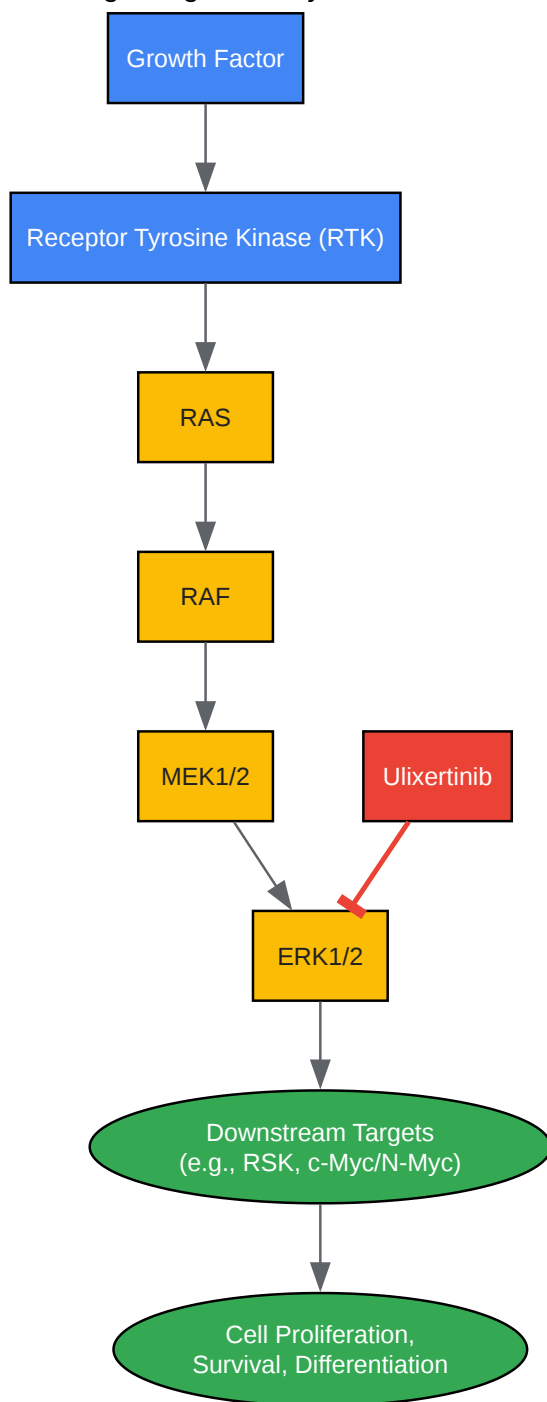 Growth Factor
Receptor Tyrosine Kinase (RTK)
RAS
RAF
MEK1/2
Ulixertinib
ERK1/2
Downstream Targets
(e.g., RSK, c-Myc/N-Myc)
Cell Proliferation,
Survival, Differentiation